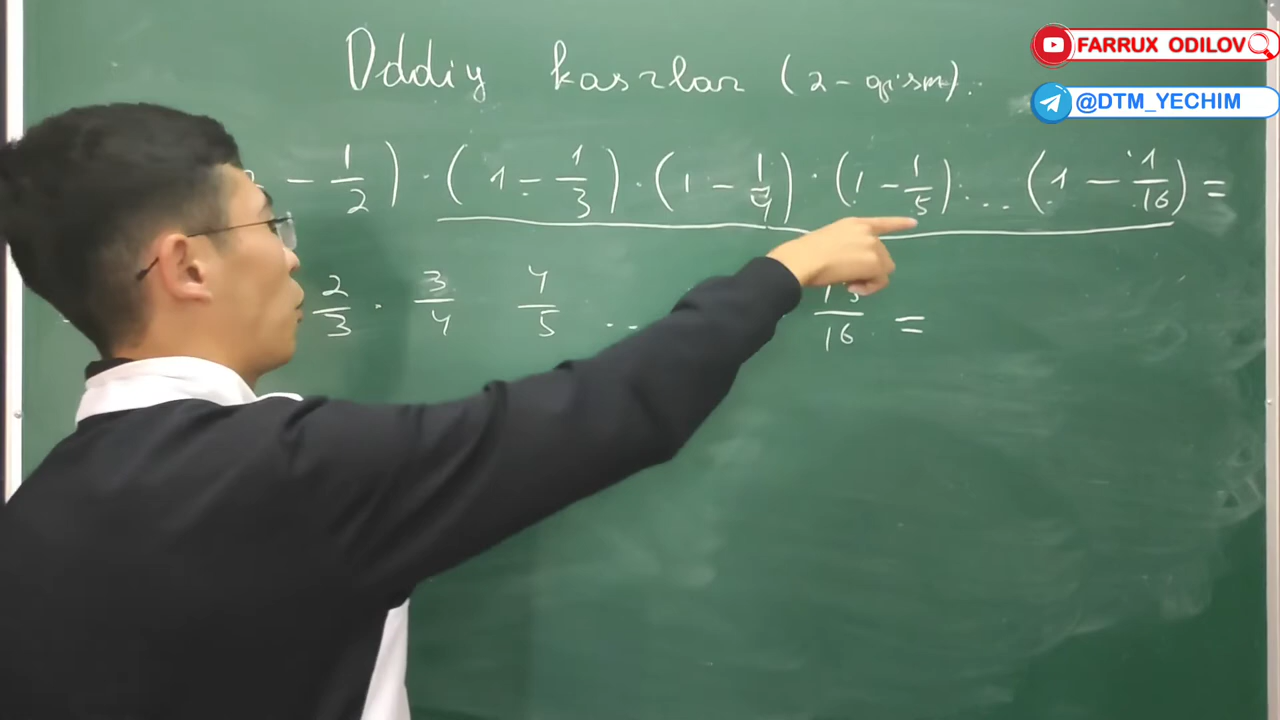 FARRUX ODILOV
@DTM_YECHIM
Oddiy kasrlar (2-qism).
- 1/2) · (1 - 1/3) · (1 - 1/4) · (1 - 1/5) ... (1 - 1/16) =
2/3 · 3/4 4/5 ... 15/16 =